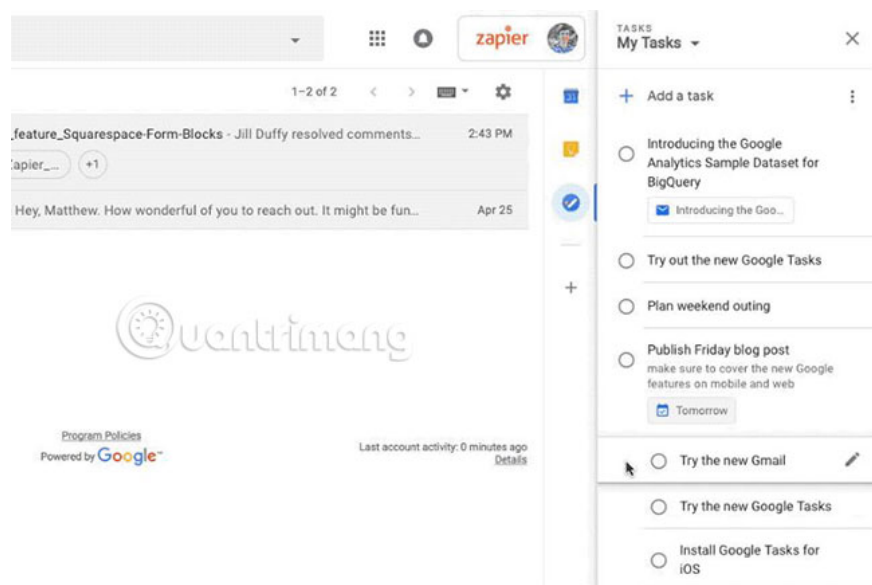 zapier
1–2 of 2
_feature_Squarespace-Form-Blocks - Jill Duffy resolved comments...
2:43 PM
Zapier_...
+1
Hey, Matthew. How wonderful of you to reach out. It might be fun...
Apr 25
Quantrimang
Program Policies
Powered by Google™
Last account activity: 0 minutes ago
Details
31
TASKS
My Tasks
Add a task
Introducing the Google
Analytics Sample Dataset for
BigQuery
Introducing the Goo...
Try out the new Google Tasks
Plan weekend outing
Publish Friday blog post
make sure to cover the new Google
features on mobile and web
Tomorrow
Try the new Gmail
Try the new Google Tasks
Install Google Tasks for
iOS